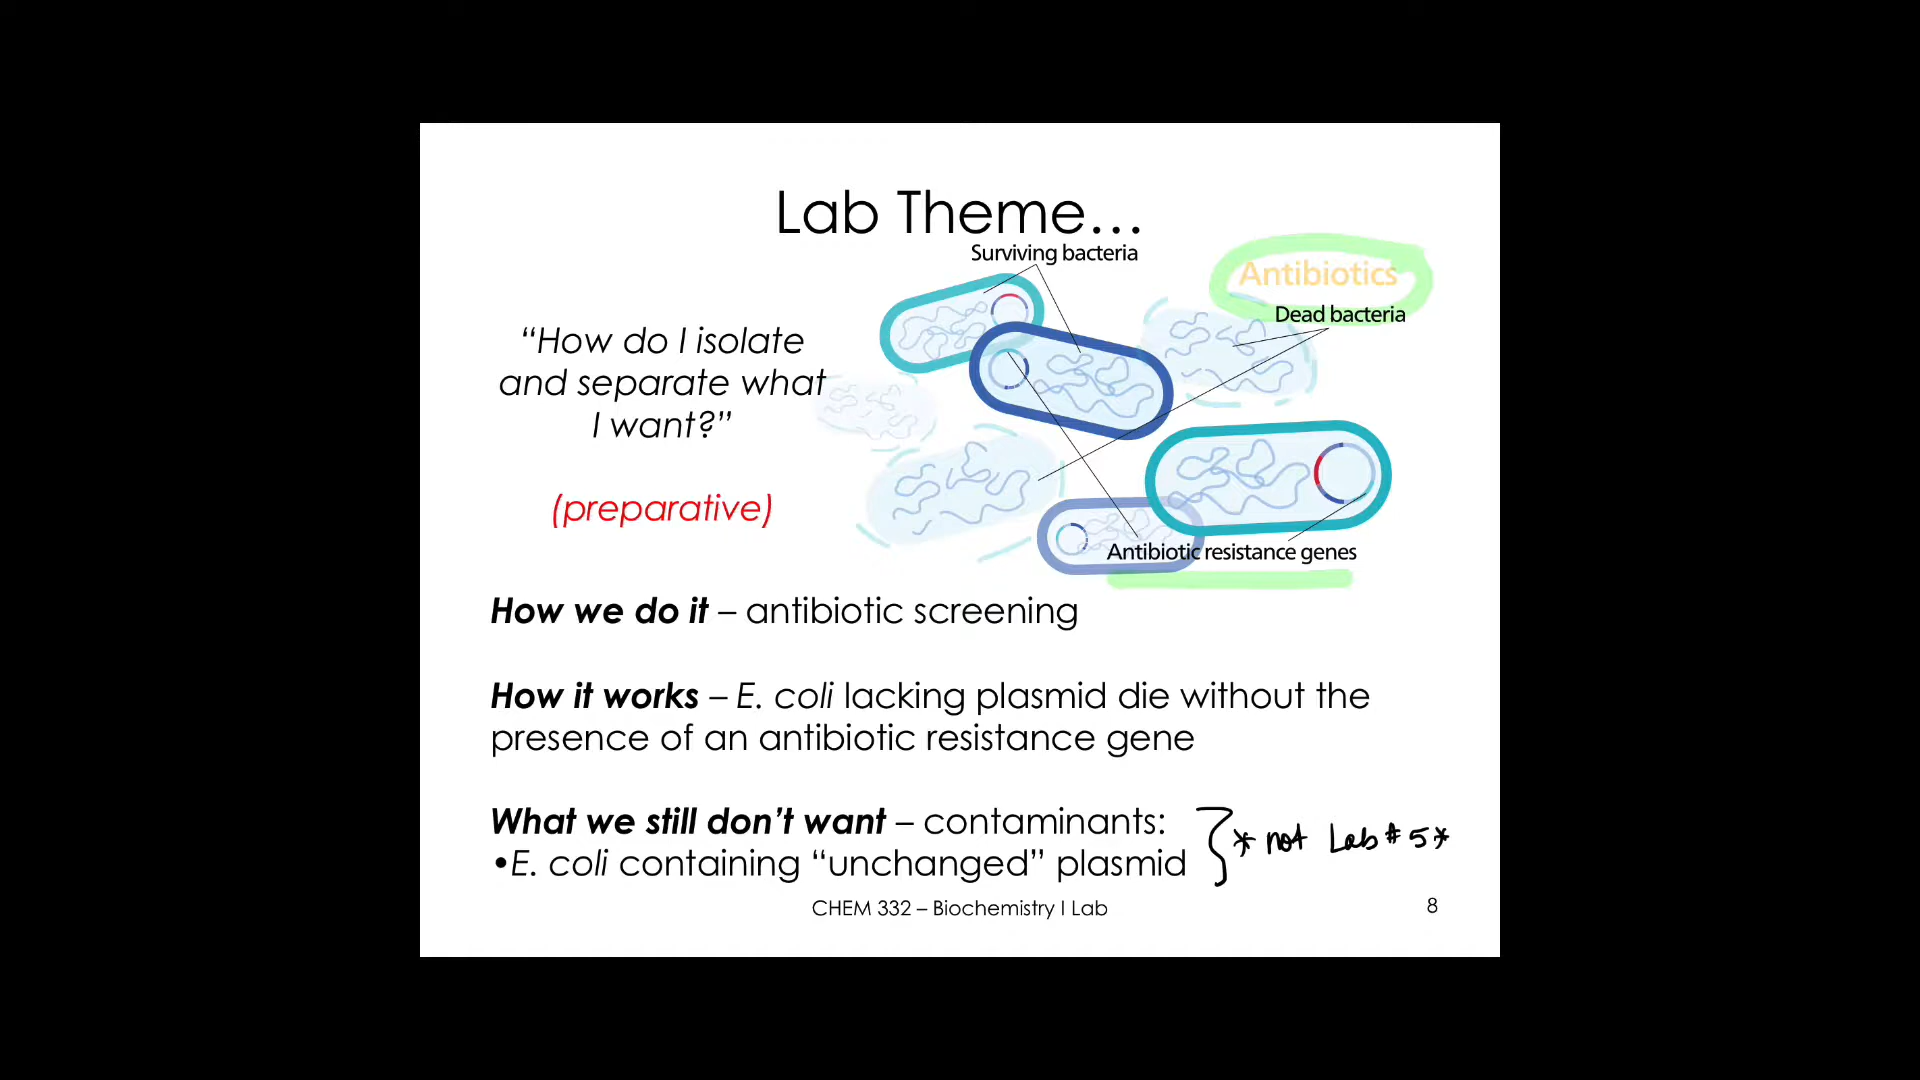 Lab Theme…
Surviving bacteria
Antibiotics
Dead bacteria
“How do I isolate
and separate what
I want?”
(preparative)
Antibiotic resistance genes
How we do it – antibiotic screening
How it works – E. coli lacking plasmid die without the
presence of an antibiotic resistance gene
What we still don’t want – contaminants:
•E. coli containing “unchanged” plasmid
* not Lab # 5 *
CHEM 332 – Biochemistry I Lab
8